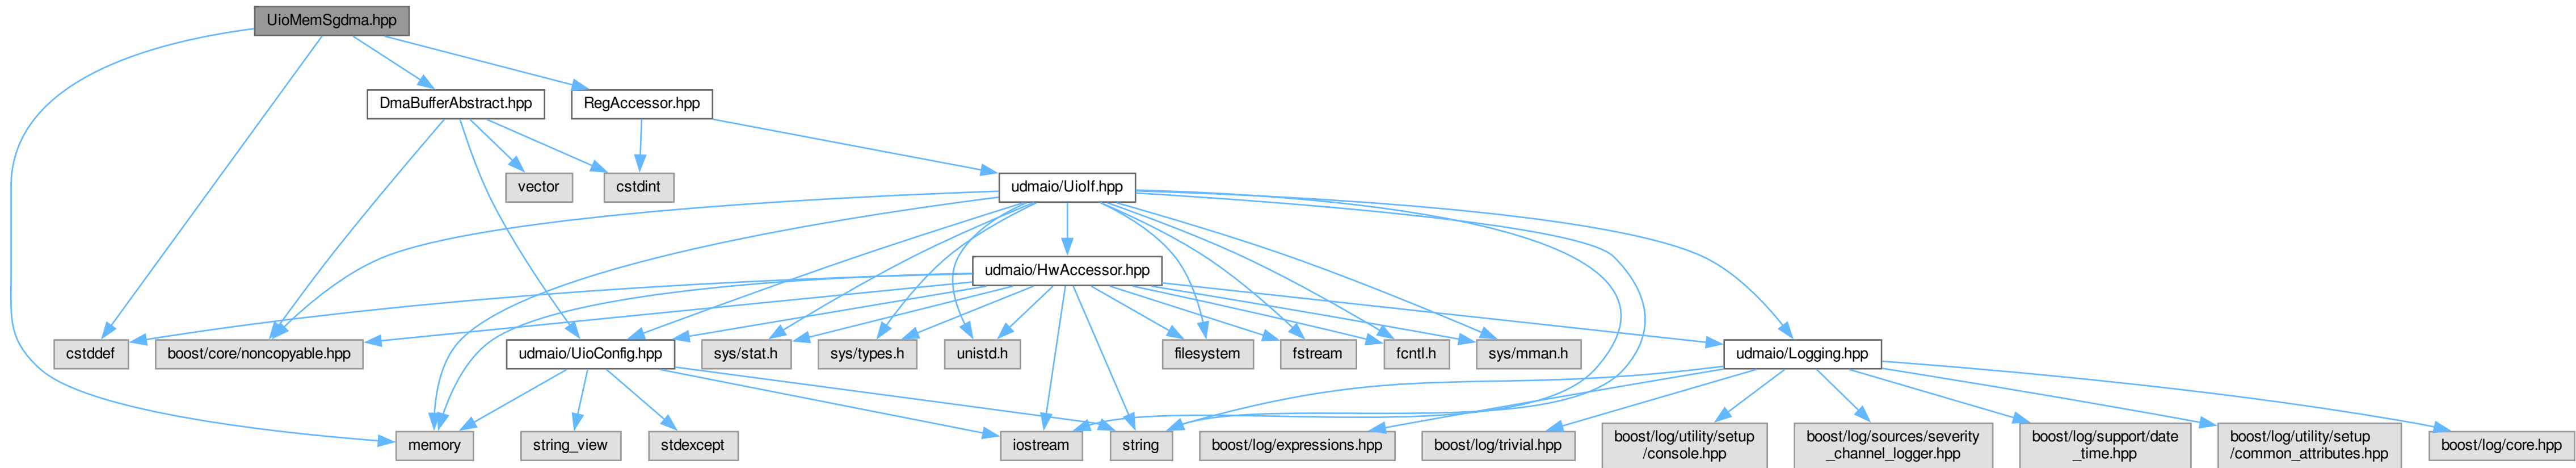 UioMemSgdma.hpp
DmaBufferAbstract.hpp
RegAccessor.hpp
vector
cstdint
udmaio/UioIf.hpp
udmaio/HwAccessor.hpp
cstddef
boost/core/noncopyable.hpp
udmaio/UioConfig.hpp
sys/stat.h
sys/types.h
unistd.h
filesystem
fstream
fcntl.h
sys/mman.h
udmaio/Logging.hpp
memory
string_view
stdexcept
iostream
string
boost/log/expressions.hpp
boost/log/trivial.hpp
boost/log/utility/setup
/console.hpp
boost/log/sources/severity
_channel_logger.hpp
boost/log/support/date
_time.hpp
boost/log/utility/setup
/common_attributes.hpp
boost/log/core.hpp